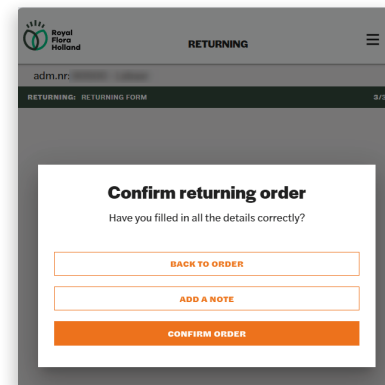 Royal
Flora
Holland
RETURNING
adm.nr:
RETURNING: RETURNING FORM 3/5
Confirm returning order
Have you filled in all the details correctly?
BACK TO ORDER
ADD A NOTE
CONFIRM ORDER